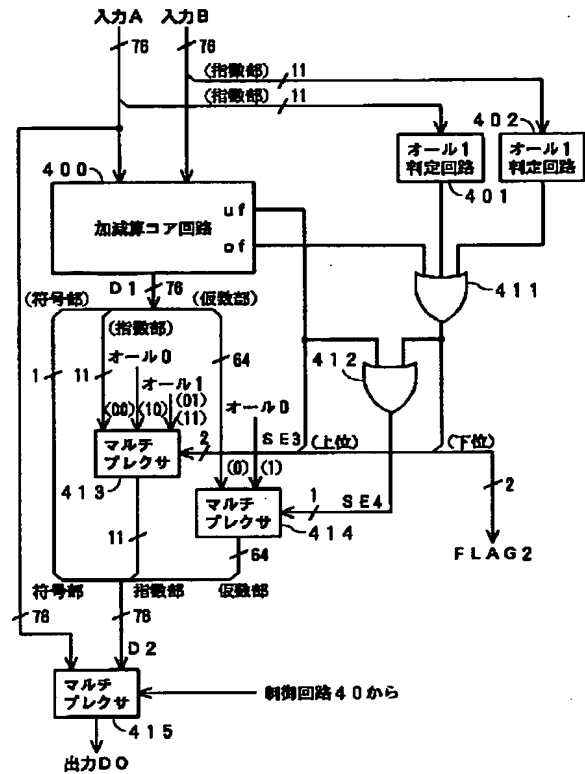 入力A 入力B
76 76
(指数部) 11
(指数部) 11
402
オール1
判定回路
オール1
判定回路
401
400
加減算コア回路
uf
of
D1 76
411
(符号部) (仮数部)
(指数部)
1 11 オール0 64
オール1
(00) (10) (01)
(11)
オール0
412
マルチ
プレクサ
413
2 SE3 (上位) (下位)
(0) (1)
マルチ
プレクサ
414
1 SE4
2
FLAG2
11 64
符号部 指数部 仮数部
76 76
D2
マルチ
プレクサ
415
制御回路40から
出力DO